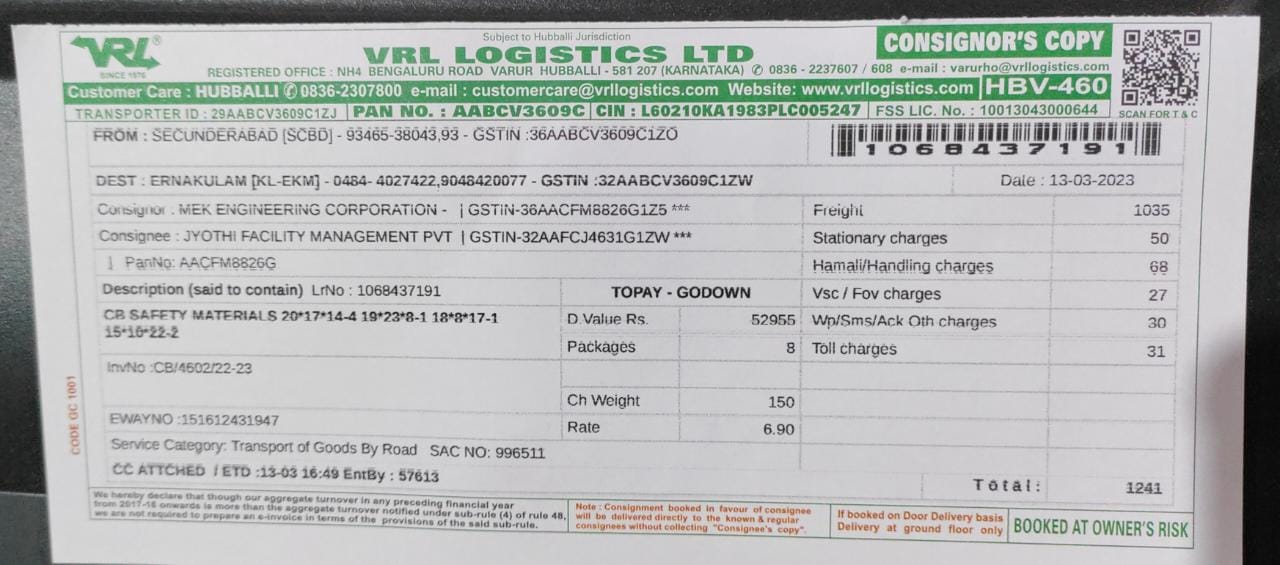 VRL®
SINCE 1976
Subject to Hubballi Jurisdiction
VRL LOGISTICS LTD
CONSIGNOR'S COPY
REGISTERED OFFICE : NH4 BENGALURU ROAD VARUR HUBBALLI - 581 207 (KARNATAKA) ✆ 0836 - 2237607 / 608 e-mail : varurho@vrllogistics.com
Customer Care : HUBBALLI ✆ 0836-2307800 e-mail : customercare@vrllogistics.com Website: www.vrllogistics.com HBV-460
TRANSPORTER ID : 29AABCV3609C1ZJ PAN NO. : AABCV3609C CIN : L60210KA1983PLC005247 FSS LIC. No. : 10013043000644 SCAN FOR T & C
FROM : SECUNDERABAD [SCBD] - 93465-38043,93 - GSTIN :36AABCV3609C1ZO
1068437191
DEST : ERNAKULAM [KL-EKM] - 0484- 4027422,9048420077 - GSTIN :32AABCV3609C1ZW Date : 13-03-2023
Consignor : MEK ENGINEERING CORPORATION - | GSTIN-36AACFM8826G1Z5 *** Freight 1035
Consignee : JYOTHI FACILITY MANAGEMENT PVT | GSTIN-32AAFCJ4631G1ZW *** Stationary charges 50
| PanNo: AACFM8826G Hamali/Handling charges 68
Description (said to contain) LrNo : 1068437191 TOPAY - GODOWN Vsc / Fov charges 27
CB SAFETY MATERIALS 20*17*14-4 19*23*8-1 18*8*17-1 D.Value Rs. 52955 Wp/Sms/Ack Oth charges 30
15*10*22-2 Packages 8 Toll charges 31
InvNo :CB/4602/22-23
Ch Weight 150
EWAYNO :151612431947 Rate 6.90
Service Category: Transport of Goods By Road SAC NO: 996511
CC ATTCHED / ETD :13-03 16:49 EntBy : 57613 Total: 1241
CODE GC 1001
We hereby declare that though our aggregate turnover in any preceding financial year
from 2017-18 onwards is more than the aggregate turnover notified under sub-rule (4) of rule 48,
we are not required to prepare an e-invoice in terms of the provisions of the said sub-rule.
Note : Consignment booked in favour of consignee
will be delivered directly to the known & regular
consignees without collecting "Consignee's copy".
If booked on Door Delivery basis
Delivery at ground floor only
BOOKED AT OWNER'S RISK